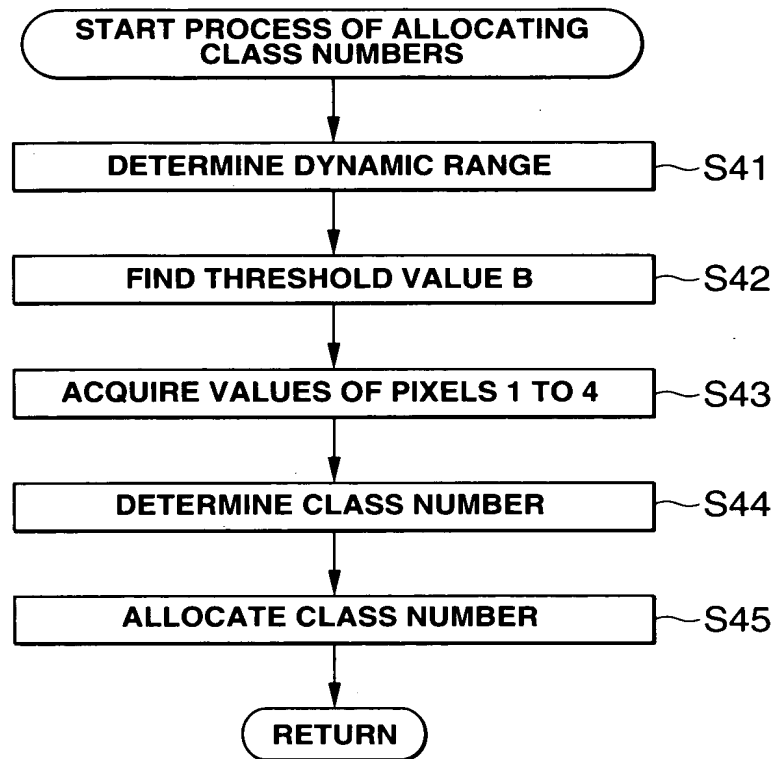 START PROCESS OF ALLOCATING
CLASS NUMBERS
DETERMINE DYNAMIC RANGE
S41
FIND THRESHOLD VALUE B
S42
ACQUIRE VALUES OF PIXELS 1 TO 4
S43
DETERMINE CLASS NUMBER
S44
ALLOCATE CLASS NUMBER
S45
RETURN